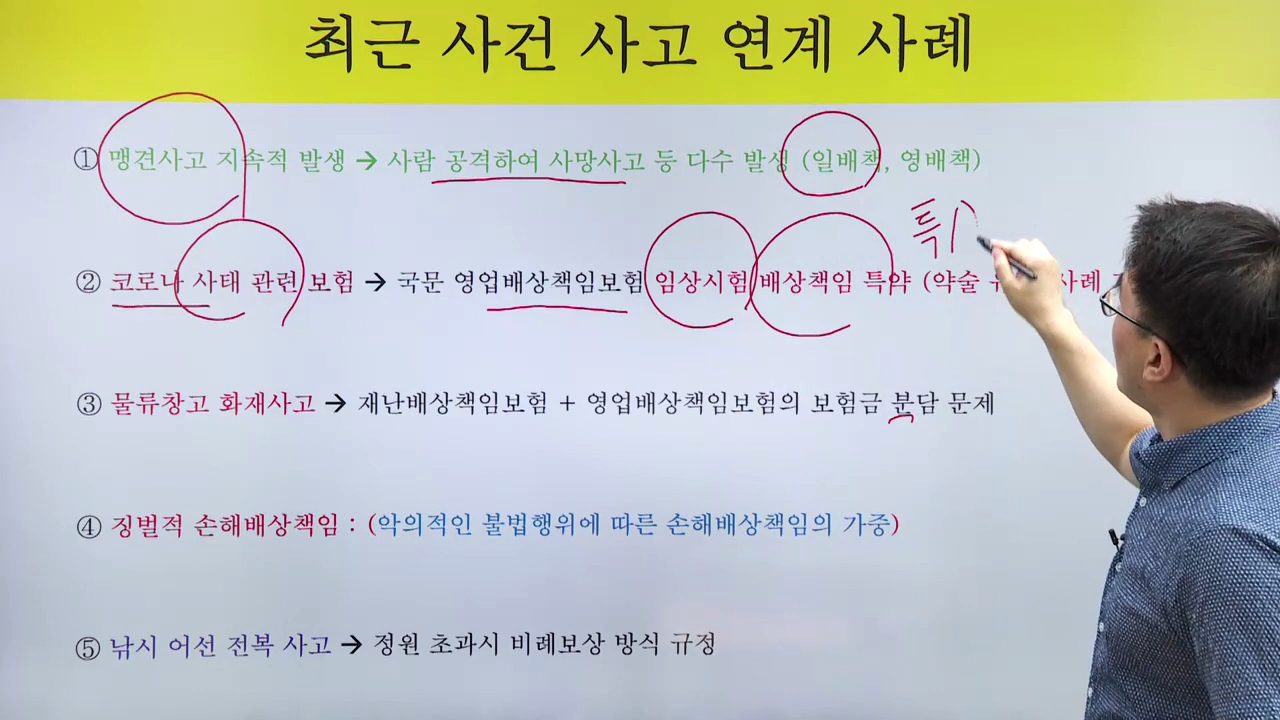 최근 사건 사고 연계 사례
① 맹견사고 지속적 발생 → 사람 공격하여 사망사고 등 다수 발생 (일배책, 영배책)
특
② 코로나 사태 관련 보험 → 국문 영업배상책임보험 임상시험 배상책임 특약 (약술 사례
③ 물류창고 화재사고 → 재난배상책임보험 + 영업배상책임보험의 보험금 분담 문제
④ 징벌적 손해배상책임 : (악의적인 불법행위에 따른 손해배상책임의 가중)
⑤ 낚시 어선 전복 사고 → 정원 초과시 비례보상 방식 규정